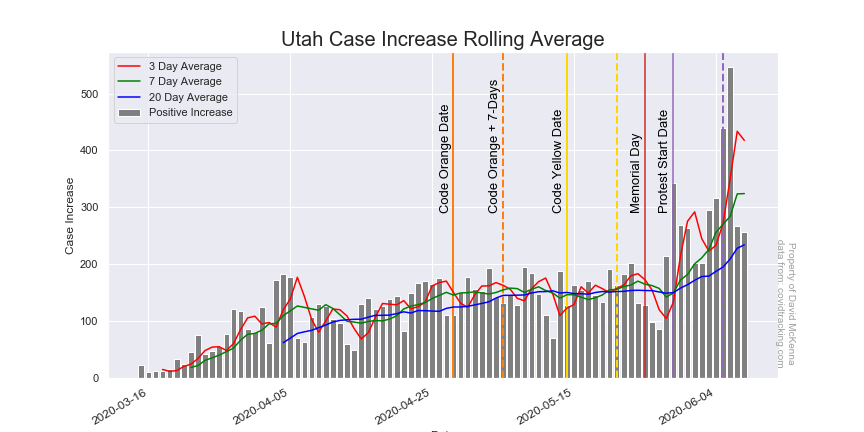 Utah Case Increase Rolling Average
3 Day Average
7 Day Average
20 Day Average
Positive Increase
Case Increase
500
400
300
200
100
0
Code Orange Date
Code Orange + 7-Days
Code Yellow Date
Memorial Day
Protest Start Date
2020-03-16
2020-04-05
2020-04-25
2020-05-15
2020-06-04
Property of David McKenna
data from: covidtracking.com